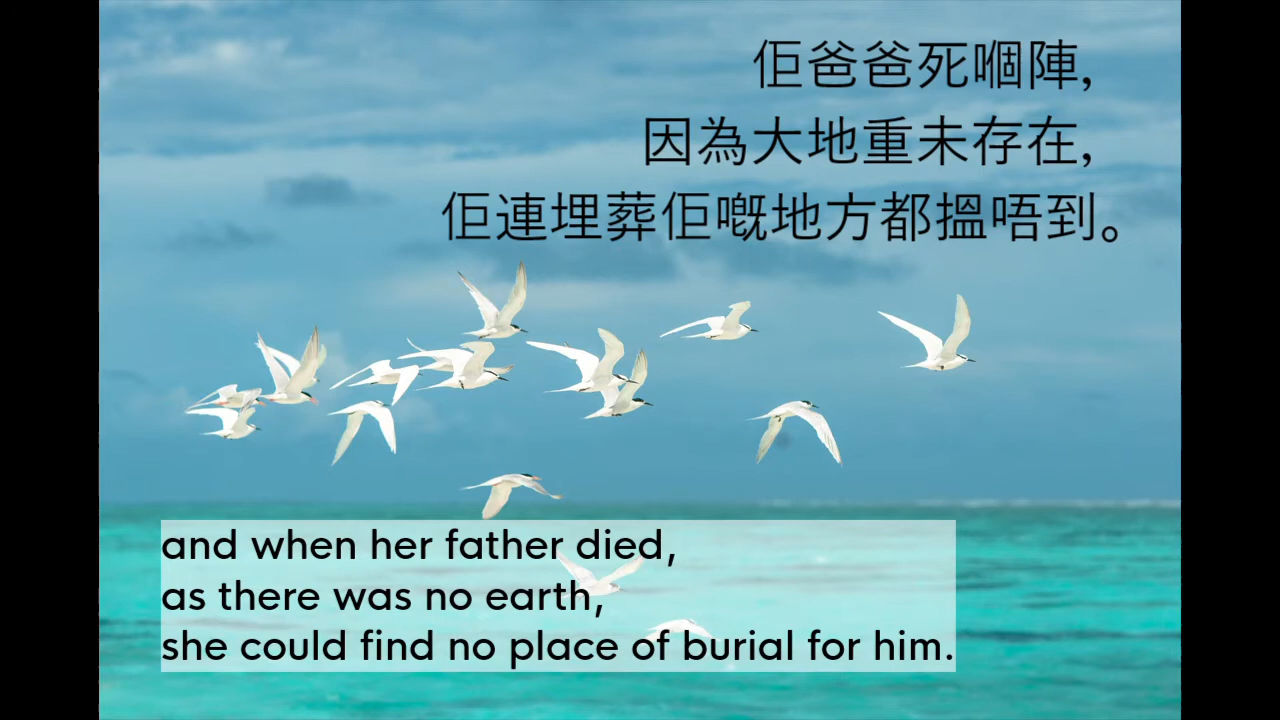 佢爸爸死嗰陣,
因為大地重未存在,
佢連埋葬佢嘅地方都搵唔到。
and when her father died,
as there was no earth,
she could find no place of burial for him.